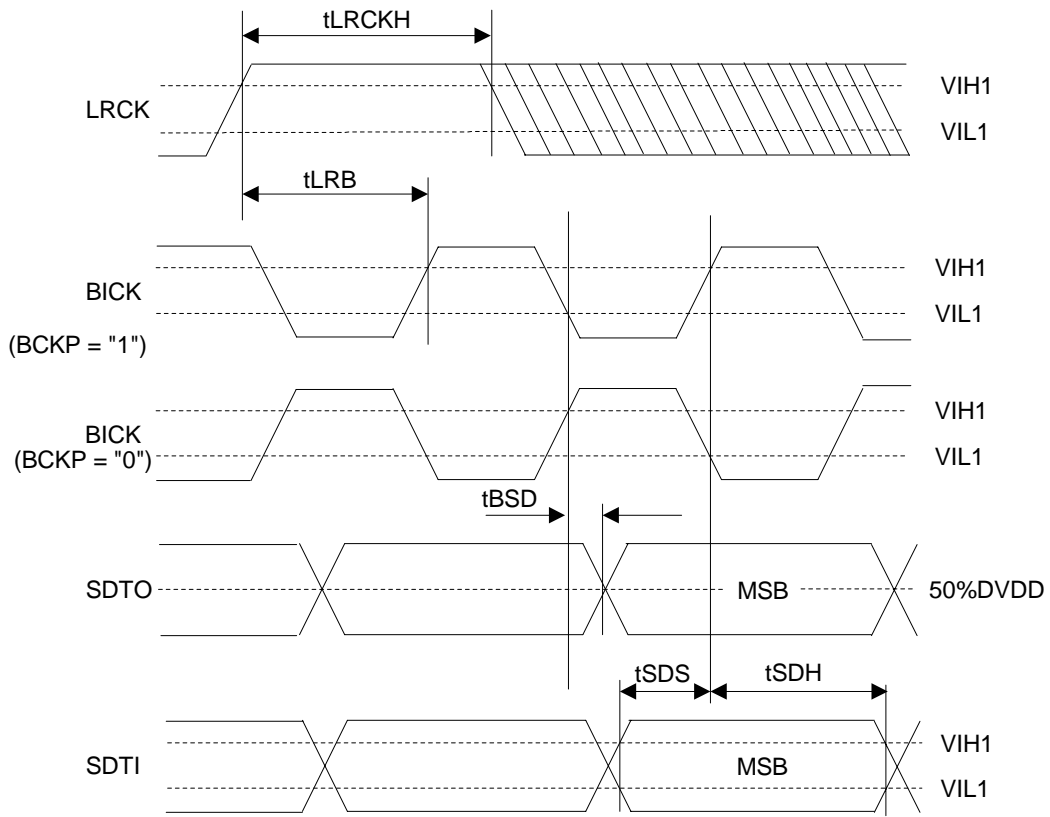 tLRCKH
VIH1
LRCK
VIL1
tLRB
VIH1
BICK
VIL1
(BCKP = "1")
VIH1
BICK
(BCKP = "0")
VIL1
tBSD
SDTO
MSB
50%DVDD
tSDS
tSDH
VIH1
SDTI
MSB
VIL1